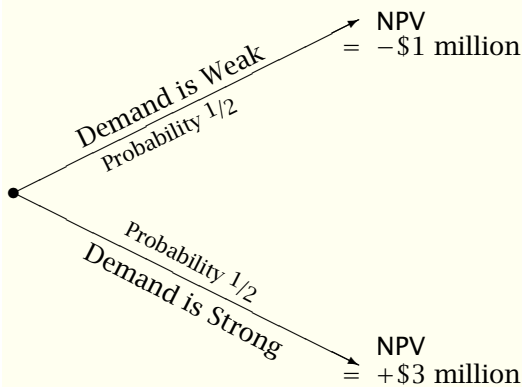 NPV
= −$1 million
Demand is Weak
Probability 1/2
Probability 1/2
Demand is Strong
NPV
= +$3 million